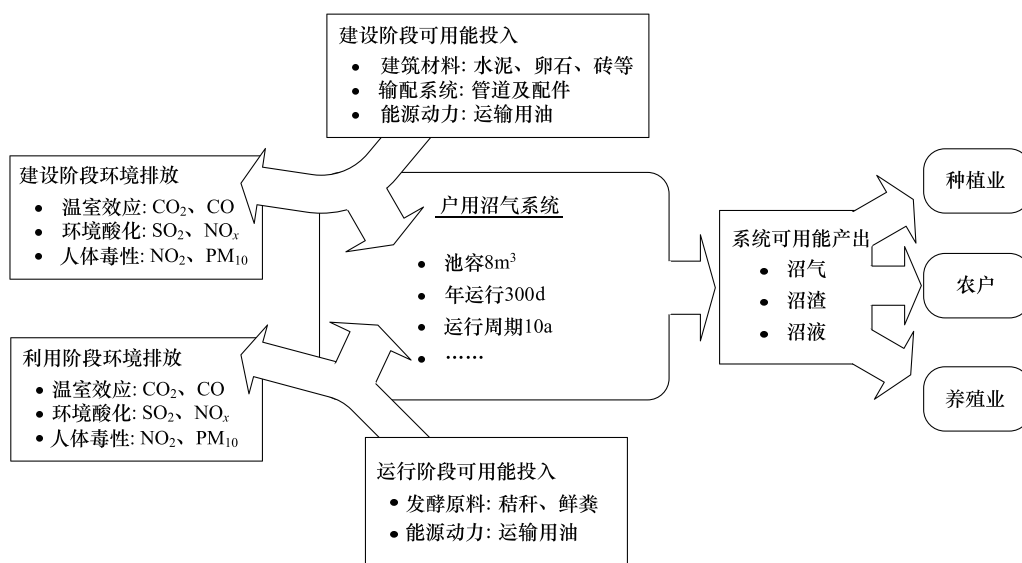 建设阶段可用能投入
• 建筑材料: 水泥、卵石、砖等
• 输配系统: 管道及配件
• 能源动力: 运输用油
建设阶段环境排放
• 温室效应: CO₂、CO
• 环境酸化: SO₂、NOₓ
• 人体毒性: NO₂、PM₁₀
户用沼气系统
• 池容8m³
• 年运行300d
• 运行周期10a
• ……
系统可用能产出
• 沼气
• 沼渣
• 沼液
种植业
农户
养殖业
利用阶段环境排放
• 温室效应: CO₂、CO
• 环境酸化: SO₂、NOₓ
• 人体毒性: NO₂、PM₁₀
运行阶段可用能投入
• 发酵原料: 秸秆、鲜粪
• 能源动力: 运输用油